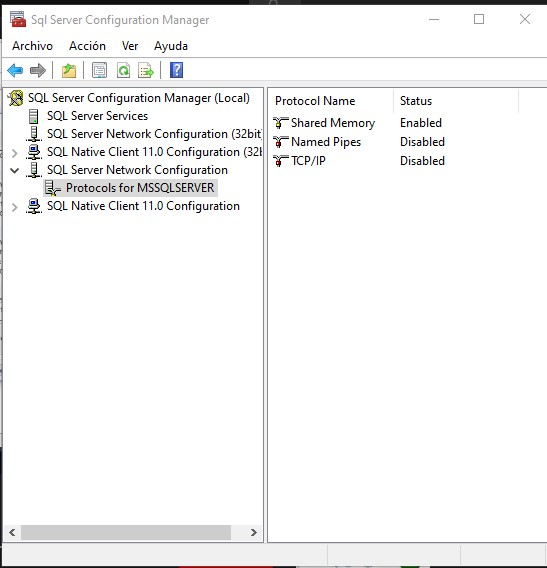 Sql Server Configuration Manager
Archivo Acción Ver Ayuda
SQL Server Configuration Manager (Local)
SQL Server Services
SQL Server Network Configuration (32bit
SQL Native Client 11.0 Configuration (32b
SQL Server Network Configuration
Protocols for MSSQLSERVER
SQL Native Client 11.0 Configuration
Protocol Name Status
Shared Memory Enabled
Named Pipes Disabled
TCP/IP Disabled